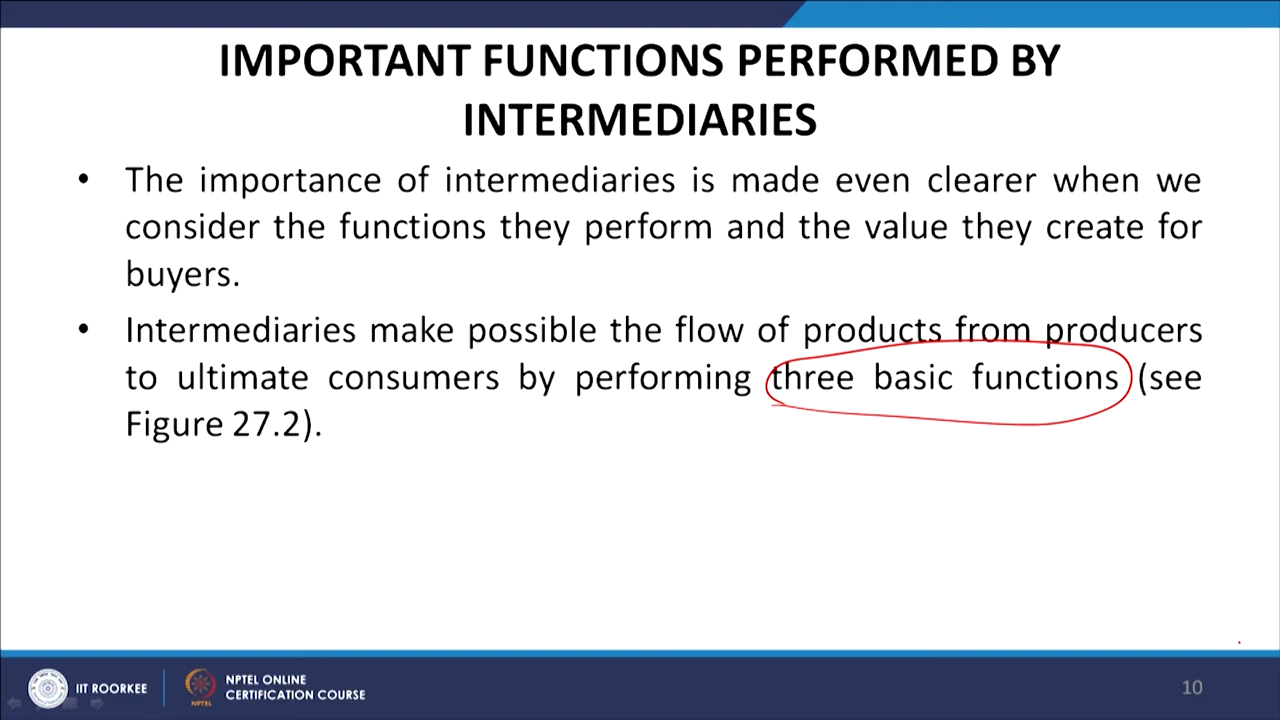 IMPORTANT FUNCTIONS PERFORMED BY
INTERMEDIARIES
• The importance of intermediaries is made even clearer when we
consider the functions they perform and the value they create for
buyers.
• Intermediaries make possible the flow of products from producers
to ultimate consumers by performing three basic functions (see
Figure 27.2).
IIT ROORKEE
NPTEL
NPTEL ONLINE
CERTIFICATION COURSE
10